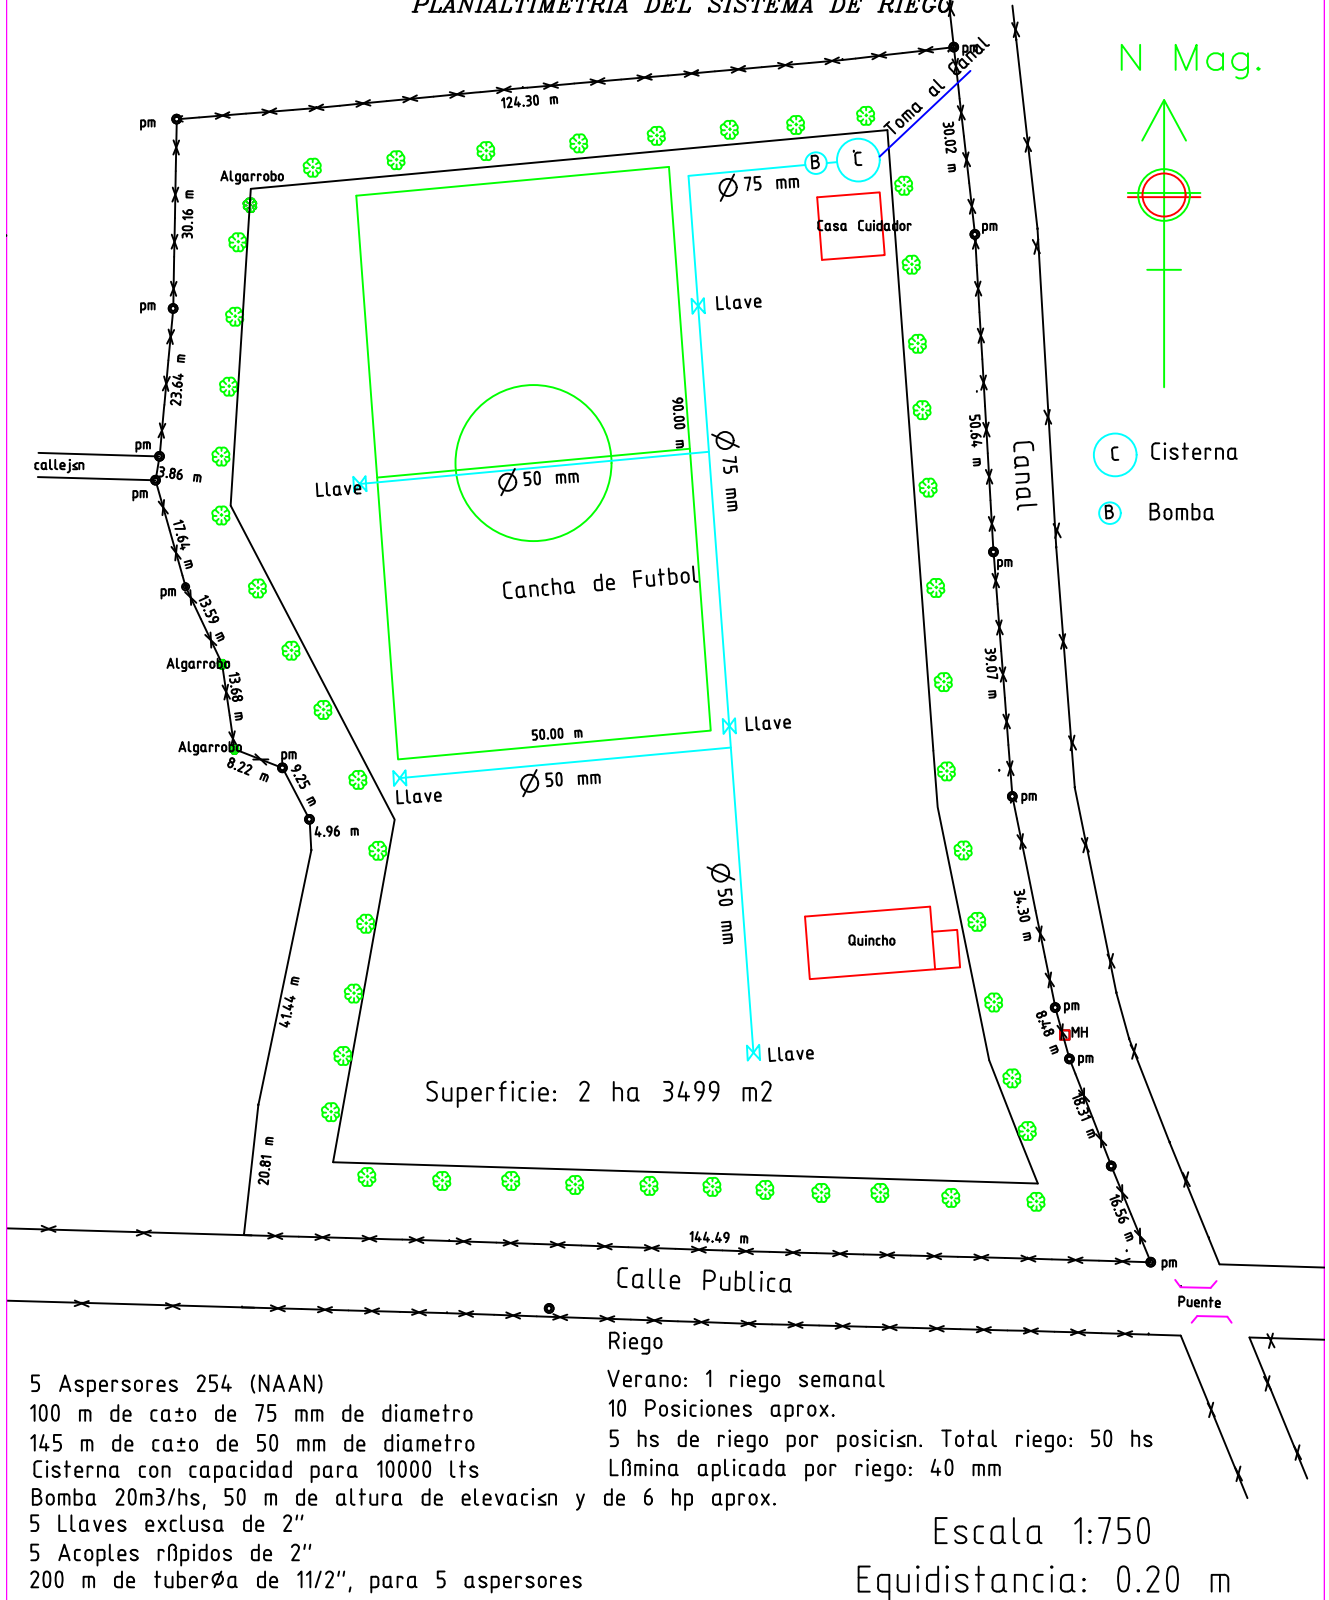 PLANIALTIMETRIA DEL SISTEMA DE RIEGO
N Mag.
pm
Toma al Canal
124.30 m
pm
30.02 m
B
C
Ø 75 mm
Algarrobo
30.16 m
Casa Cuidador
pm
pm
Llave
23.64 m
90.00 m
Ø 75 mm
50.64 m
Canal
C Cisterna
pm
callejsn
3.86 m
Llave
Ø 50 mm
pm
B Bomba
17.64 m
pm
Cancha de Futbol
pm
13.59 m
Algarrobo
13.68 m
39.07 m
Llave
50.00 m
Algarrobo
pm
8.22 m
9.25 m
Ø 50 mm
Llave
pm
4.96 m
Ø 50 mm
34.30 m
Quincho
41.44 m
pm
8.48 m
MH
pm
Llave
Superficie: 2 ha 3499 m2
18.31 m
20.81 m
16.56 m
144.49 m
pm
Calle Publica
Puente
Riego
5 Aspersores 254 (NAAN)
100 m de ca±o de 75 mm de diametro
145 m de ca±o de 50 mm de diametro
Cisterna con capacidad para 10000 lts
Bomba 20m3/hs, 50 m de altura de elevaci≤n y de 6 hp aprox.
5 Llaves exclusa de 2"
5 Acoples rßpidos de 2"
200 m de tuberØa de 11/2", para 5 aspersores
Verano: 1 riego semanal
10 Posiciones aprox.
5 hs de riego por posici≤n. Total riego: 50 hs
Lßmina aplicada por riego: 40 mm
Escala 1:750
Equidistancia: 0.20 m